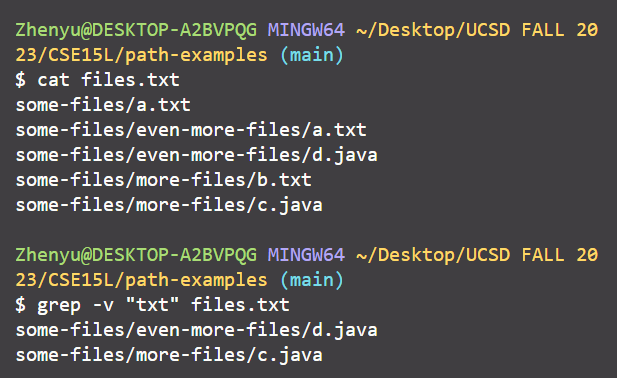 Zhenyu@DESKTOP-A2BVPQG MINGW64 ~/Desktop/UCSD FALL 20
23/CSE15L/path-examples (main)
$ cat files.txt
some-files/a.txt
some-files/even-more-files/a.txt
some-files/even-more-files/d.java
some-files/more-files/b.txt
some-files/more-files/c.java
Zhenyu@DESKTOP-A2BVPQG MINGW64 ~/Desktop/UCSD FALL 20
23/CSE15L/path-examples (main)
$ grep -v "txt" files.txt
some-files/even-more-files/d.java
some-files/more-files/c.java